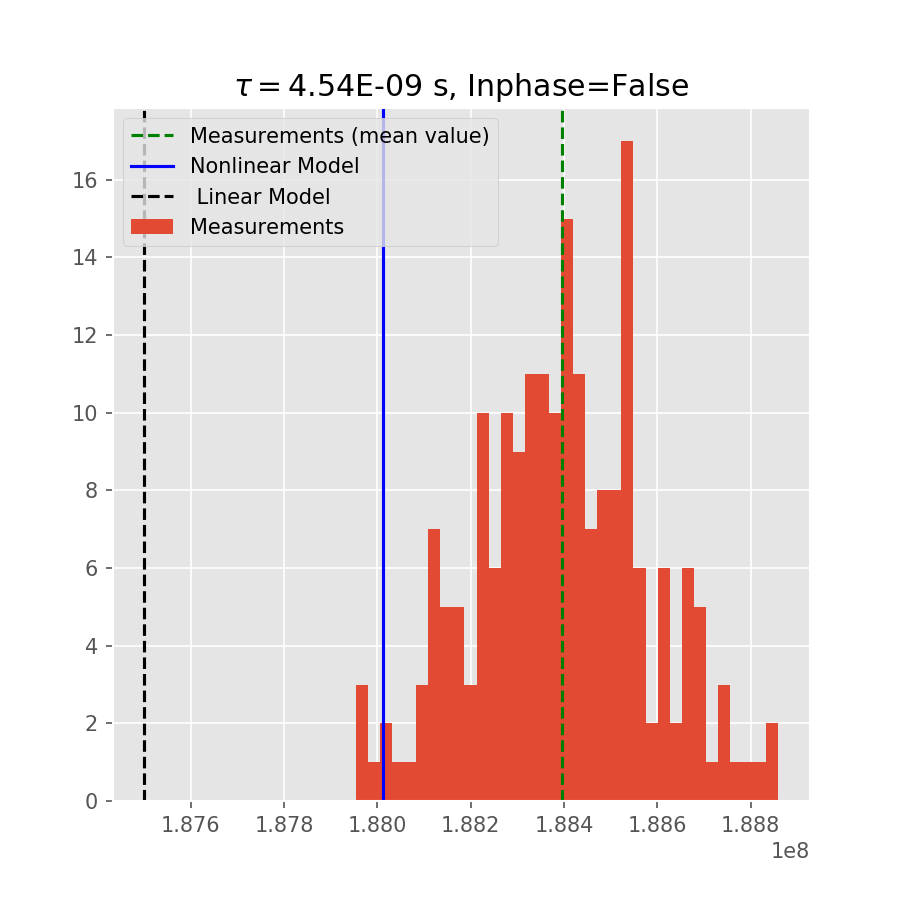 τ = 4.54E-09 s, Inphase=False
Measurements (mean value)
Nonlinear Model
Linear Model
Measurements
16
14
12
10
8
6
4
2
0
1.876 1.878 1.880 1.882 1.884 1.886 1.888
1e8